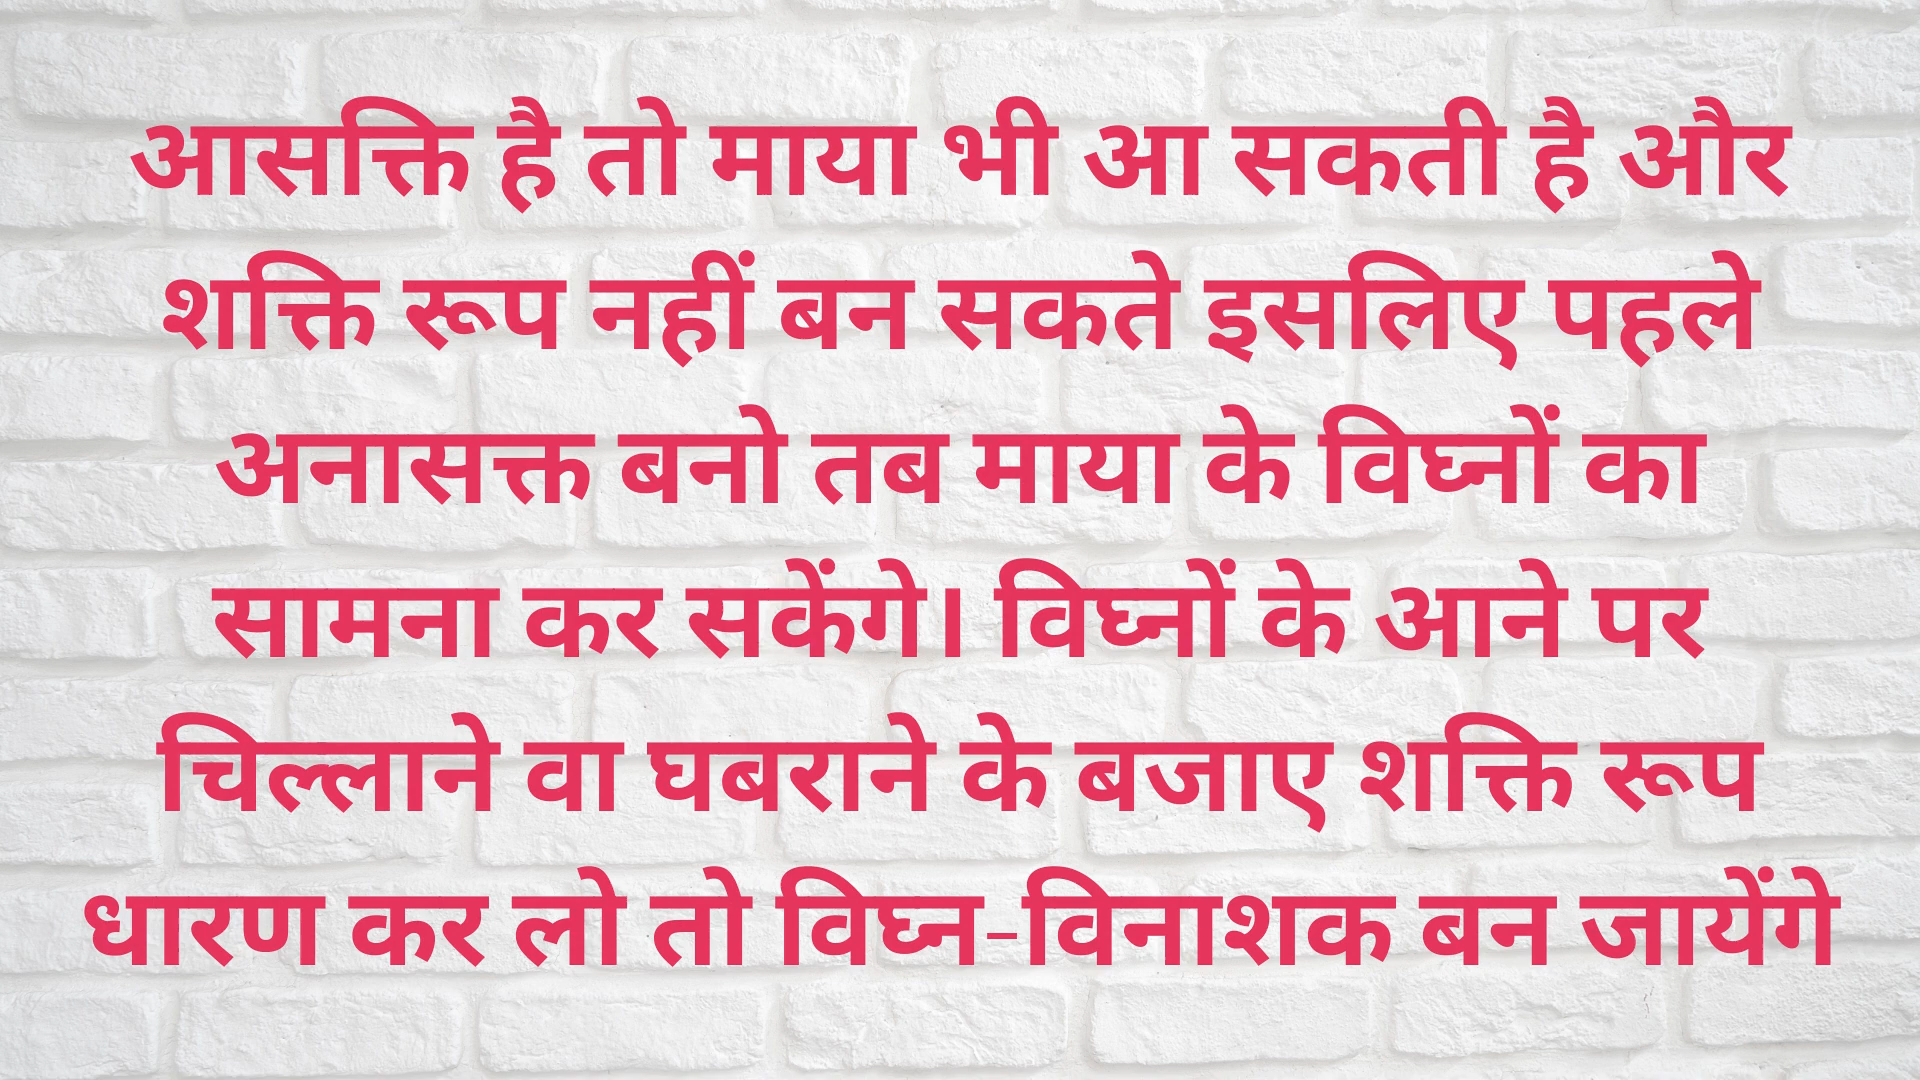 आसक्ति है तो माया भी आ सकती है और
शक्ति रूप नहीं बन सकते इसलिए पहले
अनासक्त बनो तब माया के विघ्नों का
सामना कर सकेंगे। विघ्नों के आने पर
चिल्लाने वा घबराने के बजाए शक्ति रूप
धारण कर लो तो विघ्न-विनाशक बन जायेंगे